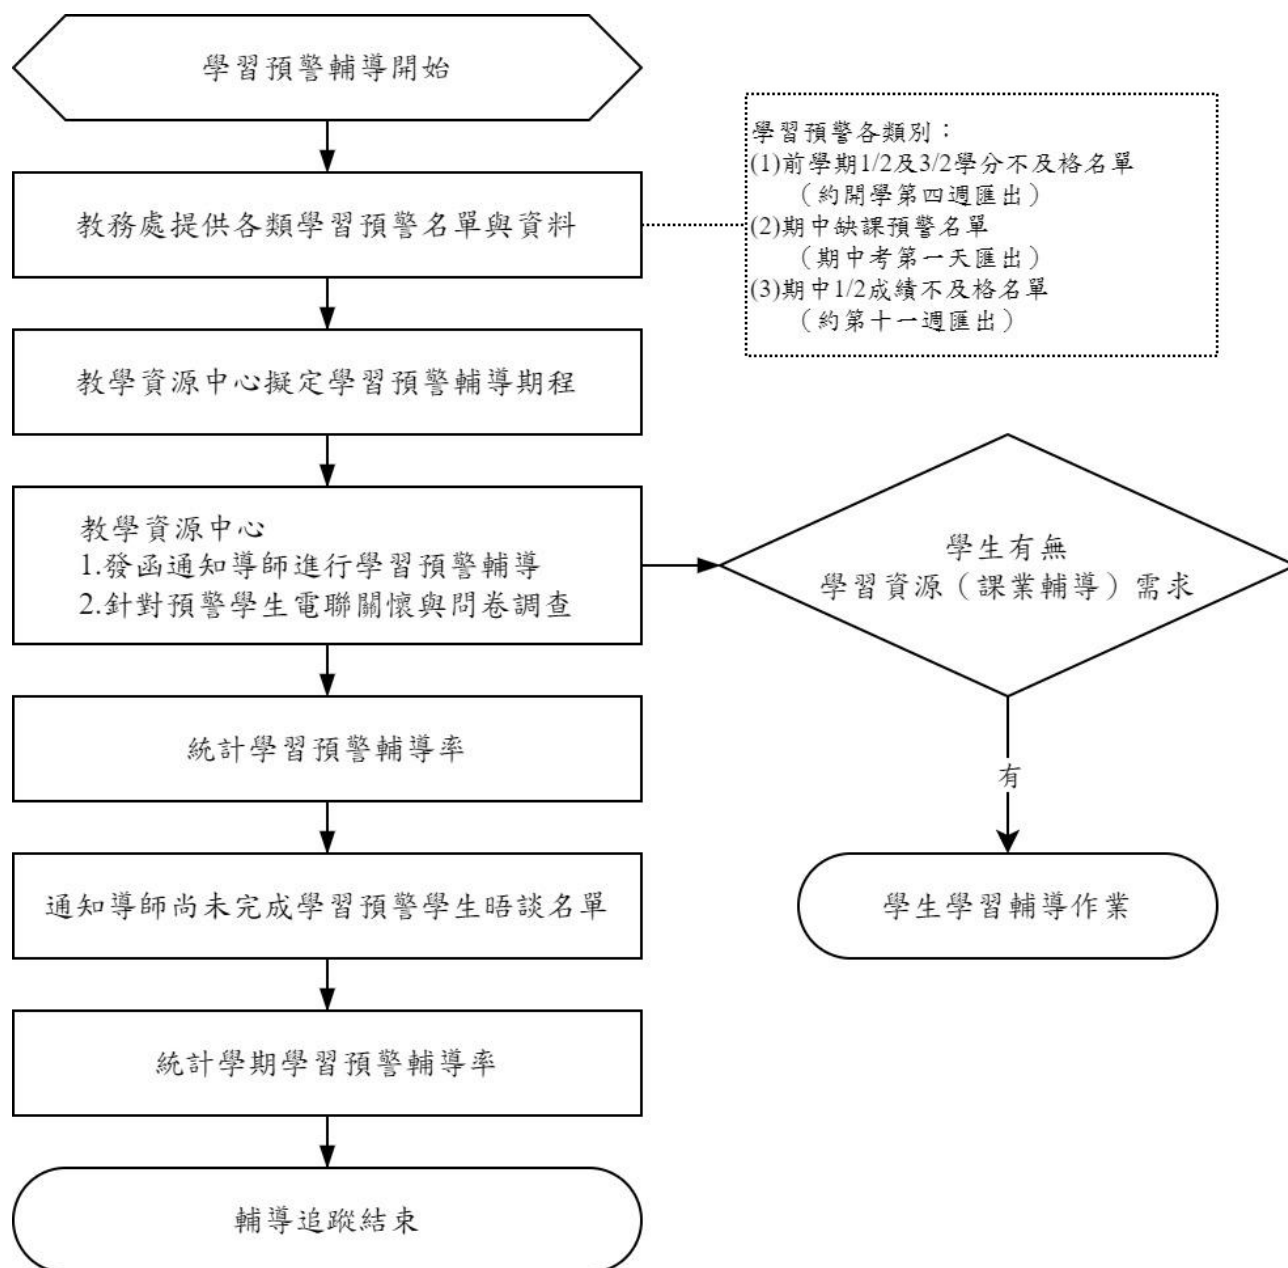 學習預警輔導開始
教務處提供各類學習預警名單與資料
學習預警各類別：
(1)前學期1/2及3/2學分不及格名單
（約開學第四週匯出）
(2)期中缺課預警名單
（期中考第一天匯出）
(3)期中1/2成績不及格名單
（約第十一週匯出）
教學資源中心擬定學習預警輔導期程
教學資源中心
1.發函通知導師進行學習預警輔導
2.針對預警學生電聯關懷與問卷調查
學生有無
學習資源（課業輔導）需求
有
學生學習輔導作業
統計學習預警輔導率
通知導師尚未完成學習預警學生晤談名單
統計學期學習預警輔導率
輔導追蹤結束